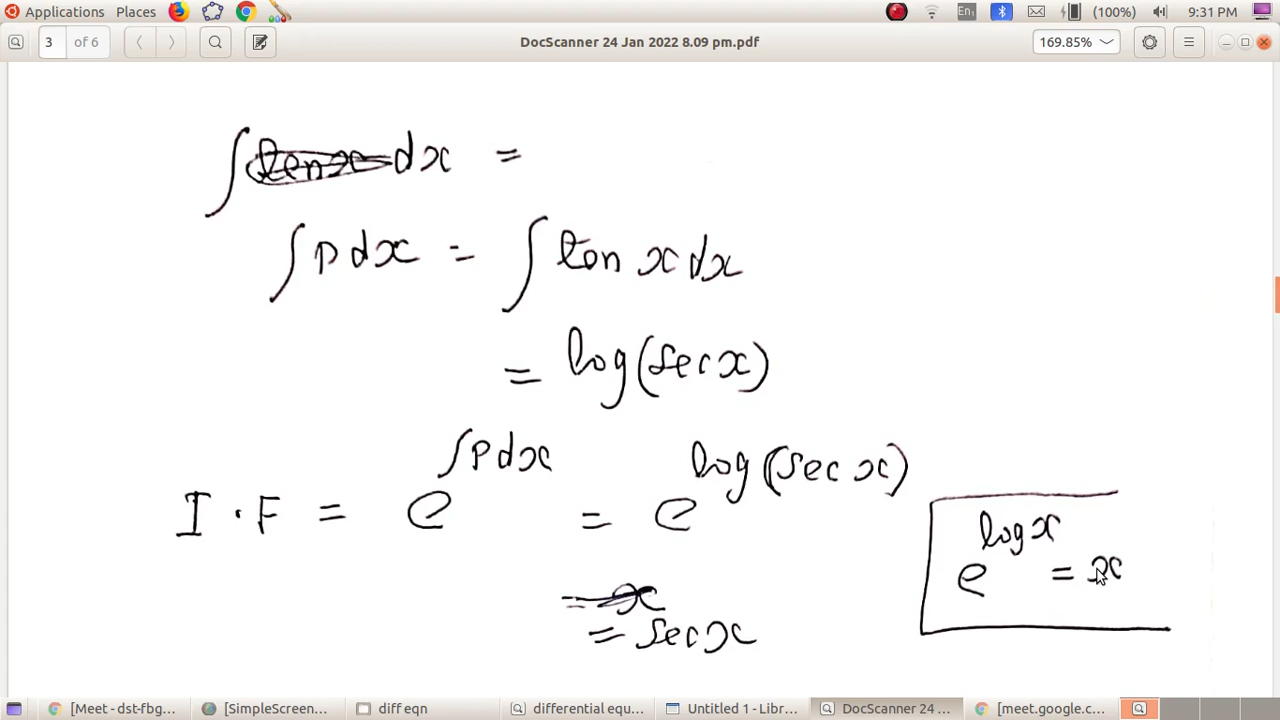 Applications Places En1 (100%) 9:31 PM
3 of 6 DocScanner 24 Jan 2022 8.09 pm.pdf 169.85%
∫ dx =
∫ P dx = ∫ tan x dx
= log(sec x)
I.F = e^{∫P dx} = e^{log(sec x)}
e^{log x} = x
= x
= sec x
[Meet - dst-fbg... [SimpleScreen... diff eqn differential equ... Untitled 1 - Libr... DocScanner 24 ... [meet.google.c...